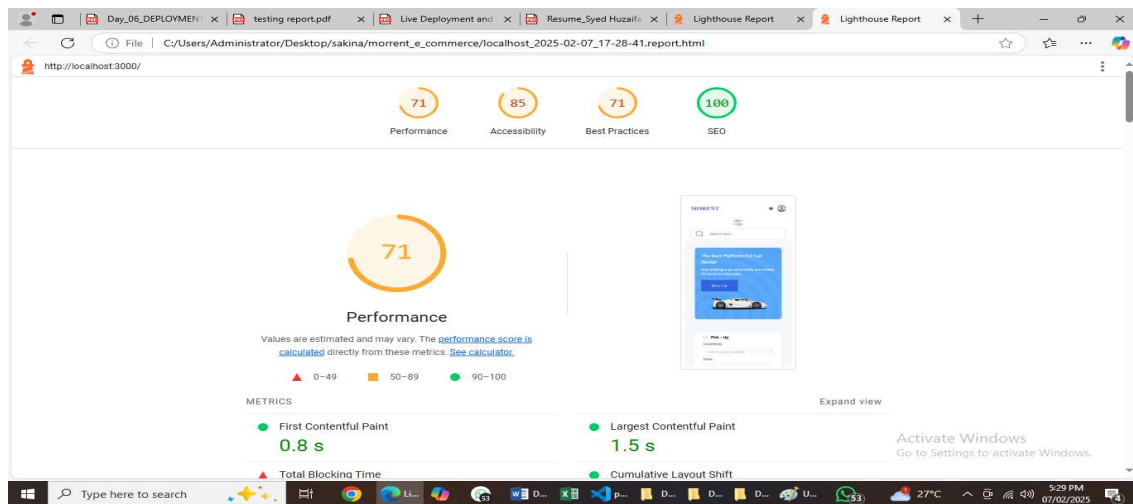 Day_06_DEPLOYMENT
testing report.pdf
Live Deployment and
Resume_Syed Huzaifa
Lighthouse Report
Lighthouse Report
File
C:/Users/Administrator/Desktop/sakina/morrent_e_commerce/localhost_2025-02-07_17-28-41.report.html
http://localhost:3000/
71
85
71
100
Performance
Accessibility
Best Practices
SEO
71
Performance
Values are estimated and may vary. The performance score is
calculated directly from these metrics. See calculator.
0–49
50–89
90–100
MORENT
The Best Platform For Car
Rental
Pick - Up
METRICS
Expand view
First Contentful Paint
0.8 s
Largest Contentful Paint
1.5 s
Total Blocking Time
Cumulative Layout Shift
Activate Windows
Go to Settings to activate Windows.
Type here to search
Li...
53
D...
p...
D...
D...
D...
U...
53
27°C
5:29 PM
07/02/2025
4